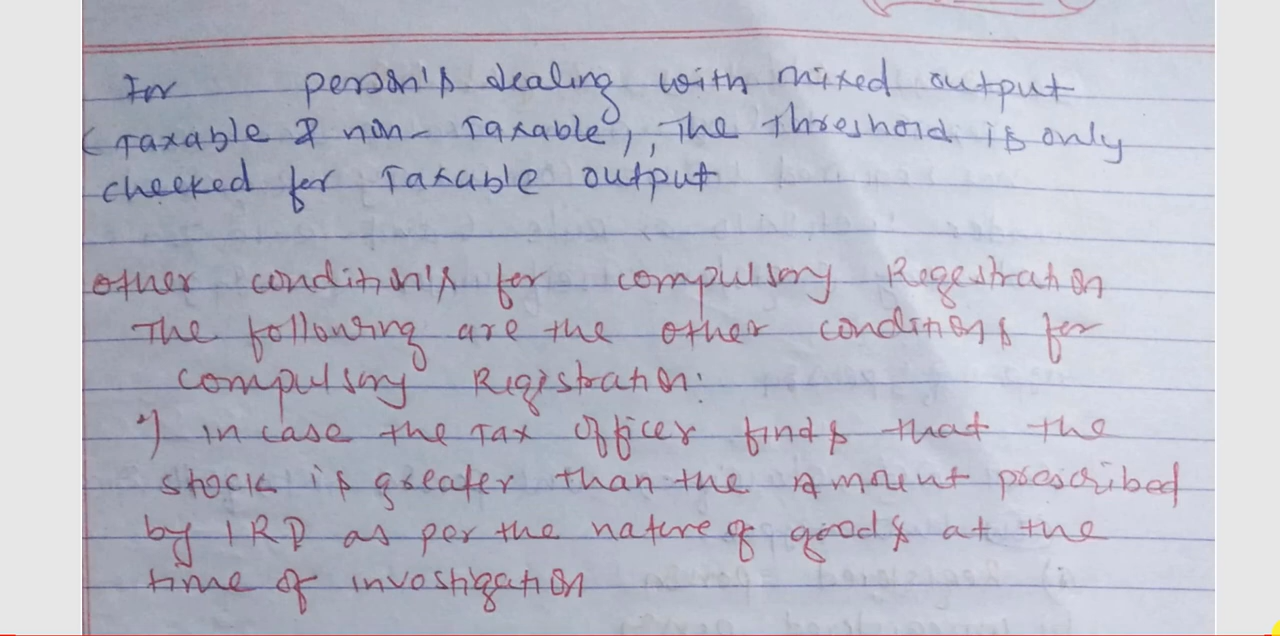 For person's dealing with mixed output
(Taxable & non-Taxable), The threshold is only
checked for Taxable output
other condition's for compulsory Regestration
The following are the other conditions for
compulsory Registration:
1) in case the Tax officer finds that the
stock is greater than the Amount prescribed
by IRD as per the nature of goods at the
time of investigation